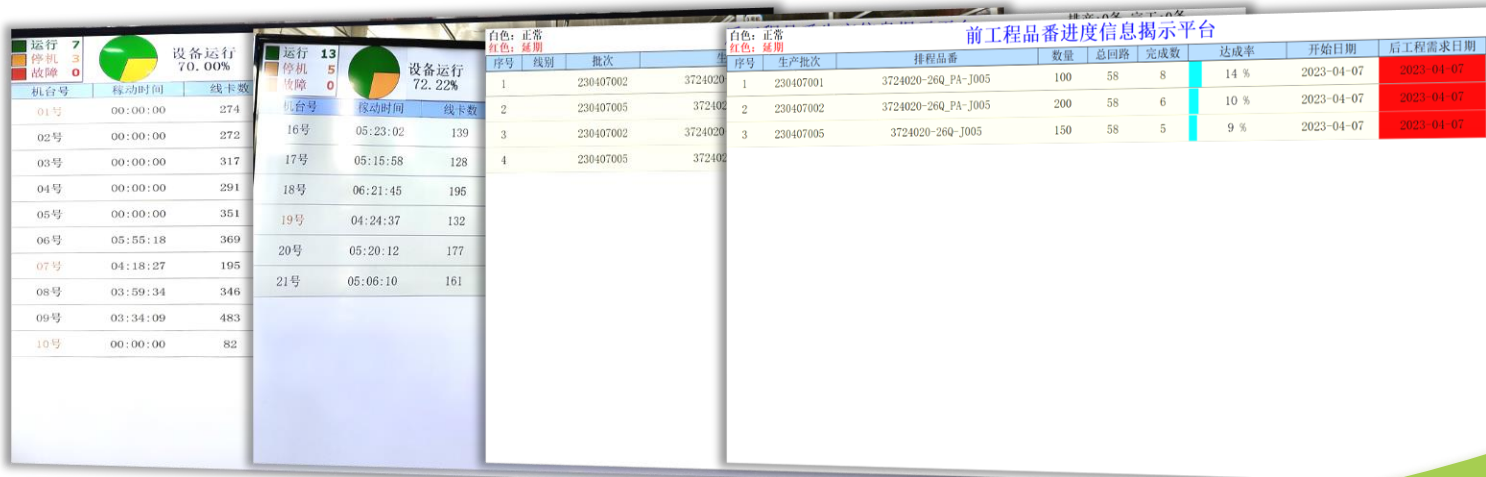 运行 7
停机 3
故障 0
设备运行
70.00%
机台号 稼动时间 线卡数
01号 00:00:00 274
02号 00:00:00 272
03号 00:00:00 317
04号 00:00:00 291
05号 00:00:00 351
06号 05:55:18 369
07号 04:18:27 195
08号 03:59:34 346
09号 03:34:09 483
10号 00:00:00 82
运行 13
停机 5
故障 0
设备运行
72.22%
机台号 稼动时间 线卡数
16号 05:23:02 139
17号 05:15:58 128
18号 06:21:45 195
19号 04:24:37 132
20号 05:20:12 177
21号 05:06:10 161
白色: 正常
红色: 延期
序号 线别 批次 生
1 230407002 3724020
2 230407005 372402
3 230407002 3724020
4 230407005 372402
白色: 正常
红色: 延期
前工程品番进度信息揭示平台
序号 生产批次 排程品番 数量 总回路 完成数 达成率 开始日期 后工程需求日期
1 230407001 3724020-26Q_PA-J005 100 58 8 14 % 2023-04-07 2023-04-07
2 230407002 3724020-26Q_PA-J005 200 58 6 10 % 2023-04-07 2023-04-07
3 230407005 3724020-26Q-J005 150 58 5 9 % 2023-04-07 2023-04-07